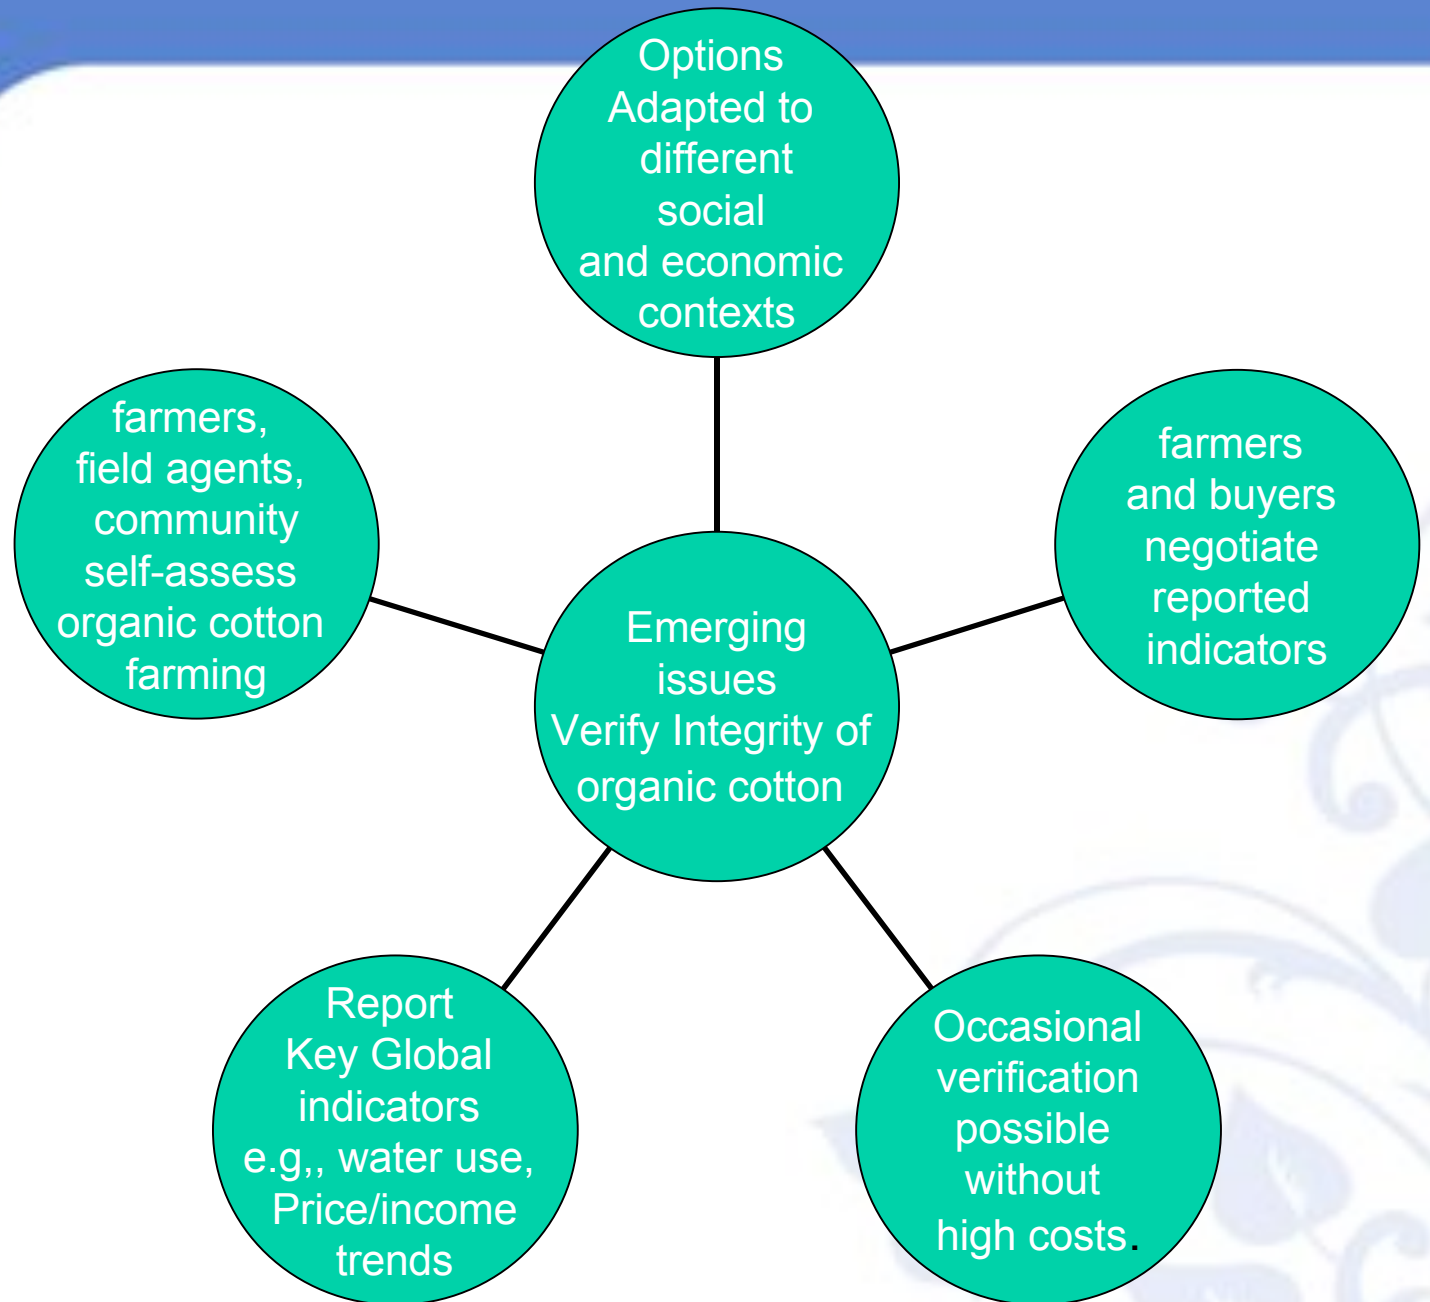 Options
Adapted to
different
social
and economic
contexts
farmers,
field agents,
community
self-assess
organic cotton
farming
farmers
and buyers
negotiate
reported
indicators
Emerging
issues
Verify Integrity of
organic cotton
Report
Key Global
indicators
e.g,, water use,
Price/income
trends
Occasional
verification
possible
without
high costs.